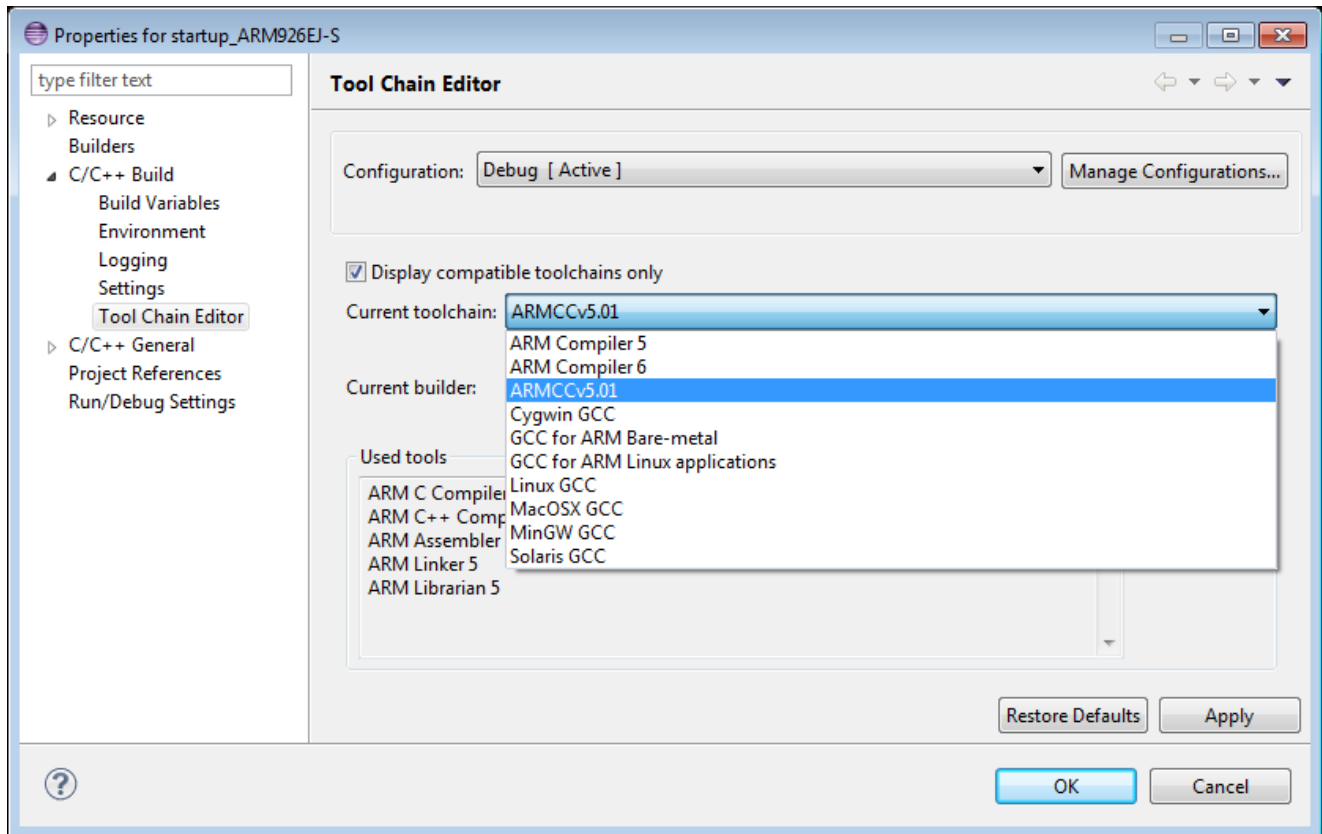 Properties for startup_ARM926EJ-S
type filter text
Resource
Builders
C/C++ Build
Build Variables
Environment
Logging
Settings
Tool Chain Editor
C/C++ General
Project References
Run/Debug Settings
Tool Chain Editor
Configuration: Debug [ Active ] Manage Configurations...
Display compatible toolchains only
Current toolchain: ARMCCv5.01
ARM Compiler 5
ARM Compiler 6
ARMCCv5.01
Cygwin GCC
GCC for ARM Bare-metal
GCC for ARM Linux applications
Linux GCC
MacOSX GCC
MinGW GCC
Solaris GCC
Current builder:
Used tools
ARM C Compiler
ARM C++ Comp
ARM Assembler
ARM Linker 5
ARM Librarian 5
Restore Defaults Apply
? OK Cancel